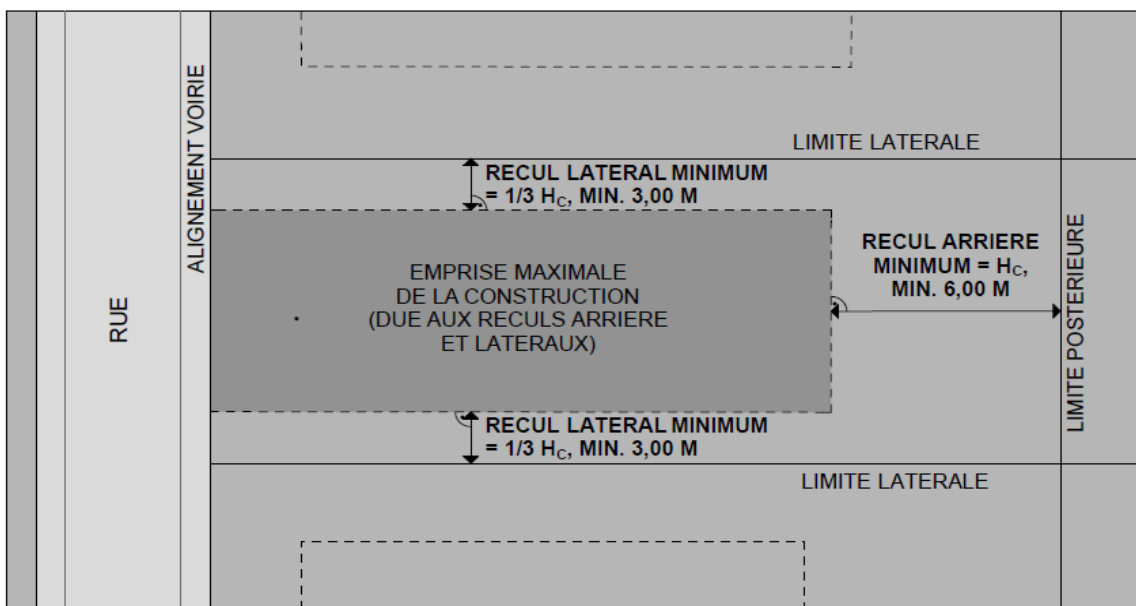 RUE
ALIGNEMENT VOIRIE
LIMITE LATERALE
RECUL LATERAL MINIMUM
= 1/3 HC, MIN. 3,00 M
EMPRISE MAXIMALE
DE LA CONSTRUCTION
(DUE AUX RECULS ARRIERE
ET LATERAUX)
RECUL ARRIERE
MINIMUM = HC,
MIN. 6,00 M
LIMITE POSTERIEURE
RECUL LATERAL MINIMUM
= 1/3 HC, MIN. 3,00 M
LIMITE LATERALE